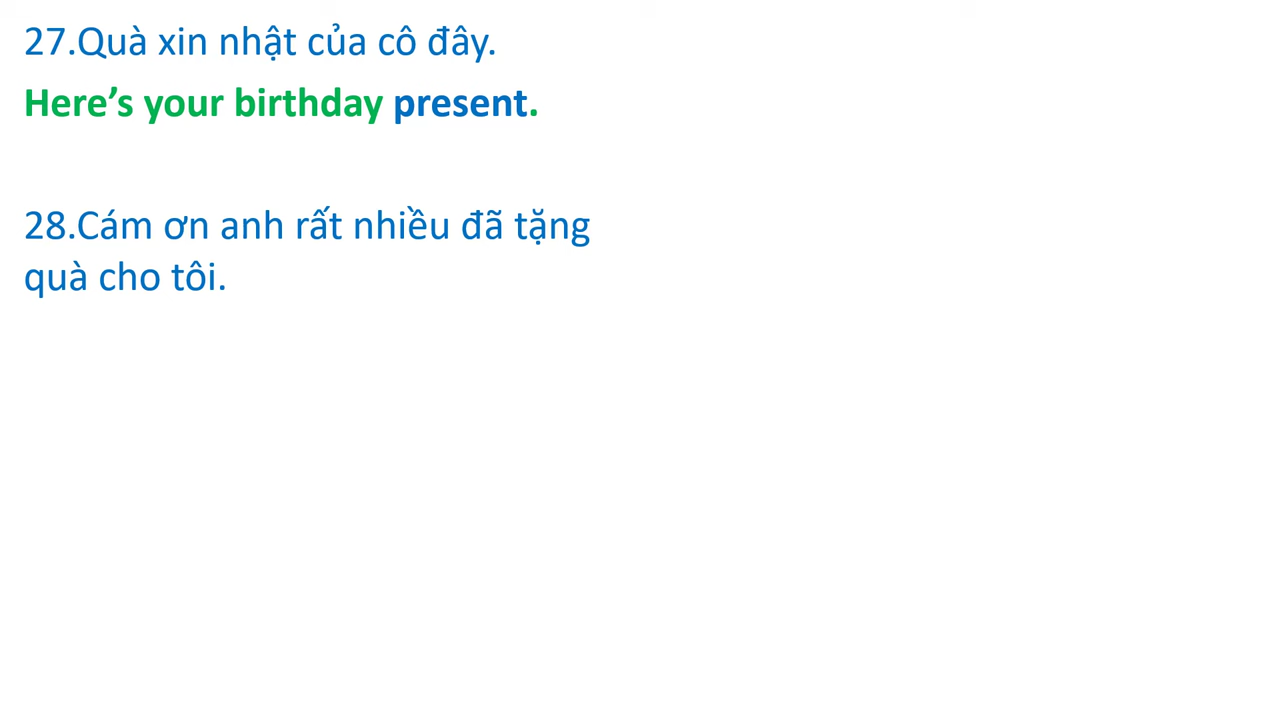 27.Quà xin nhật của cô đây.
Here’s your birthday present.
28.Cám ơn anh rất nhiều đã tặng
quà cho tôi.